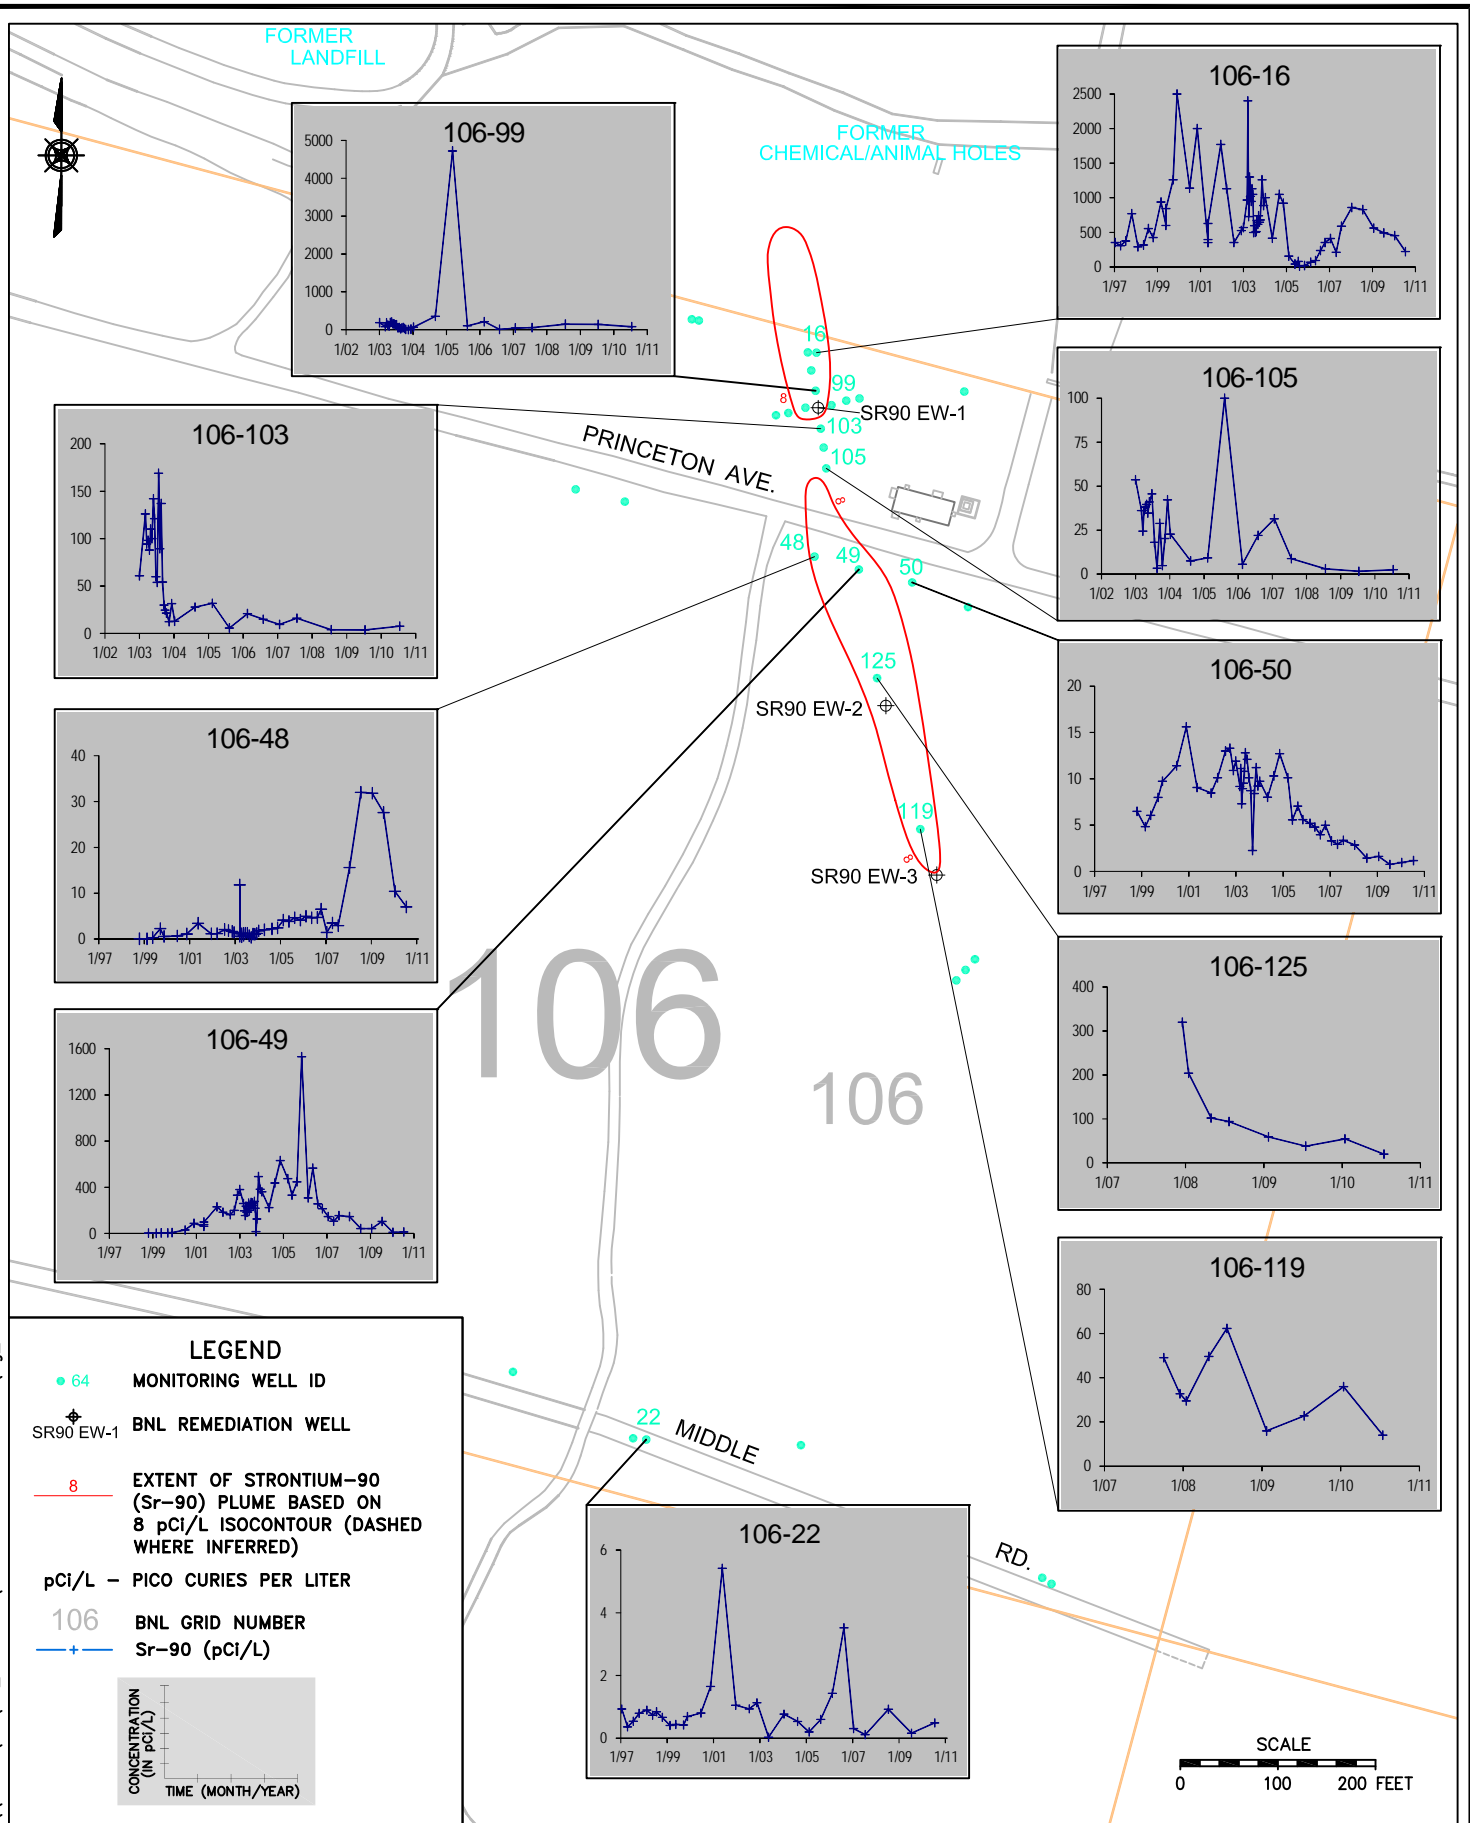 FORMER
LANDFILL
FORMER
CHEMICAL/ANIMAL HOLES
106-99
5000
4000
3000
2000
1000
0
1/02 1/03 1/04 1/05 1/06 1/07 1/08 1/09 1/10 1/11
106-16
2500
2000
1500
1000
500
0
1/97 1/99 1/01 1/03 1/05 1/07 1/09 1/11
16
99
8
SR90 EW-1
103
105
PRINCETON AVE.
8
106-103
200
150
100
50
0
1/02 1/03 1/04 1/05 1/06 1/07 1/08 1/09 1/10 1/11
106-105
100
75
50
25
0
1/02 1/03 1/04 1/05 1/06 1/07 1/08 1/09 1/10 1/11
48
49
50
125
SR90 EW-2
119
8
SR90 EW-3
106-48
40
30
20
10
0
1/97 1/99 1/01 1/03 1/05 1/07 1/09 1/11
106-50
20
15
10
5
0
1/97 1/99 1/01 1/03 1/05 1/07 1/09 1/11
106
106
106-49
1600
1200
800
400
0
1/97 1/99 1/01 1/03 1/05 1/07 1/09 1/11
106-125
400
300
200
100
0
1/07 1/08 1/09 1/10 1/11
106-119
80
60
40
20
0
1/07 1/08 1/09 1/10 1/11
22
MIDDLE
RD.
106-22
6
4
2
0
1/97 1/99 1/01 1/03 1/05 1/07 1/09 1/11
LEGEND
64 MONITORING WELL ID
SR90 EW-1 BNL REMEDIATION WELL
8 EXTENT OF STRONTIUM-90
(Sr-90) PLUME BASED ON
8 pCi/L ISOCONTOUR (DASHED
WHERE INFERRED)
pCi/L - PICO CURIES PER LITER
106 BNL GRID NUMBER
Sr-90 (pCi/L)
CONCENTRATION
(IN pCi/L)
TIME (MONTH/YEAR)
SCALE
0 100 200 FEET